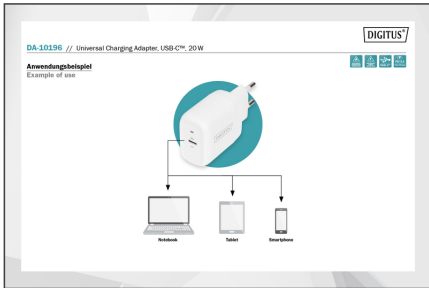 DIGITUS®
DA-10196 // Universal Charging Adapter, USB-C™, 20 W
Anwendungsbeispiel
Example of use
DIGITUS
Notebook
Tablet
Smartphone